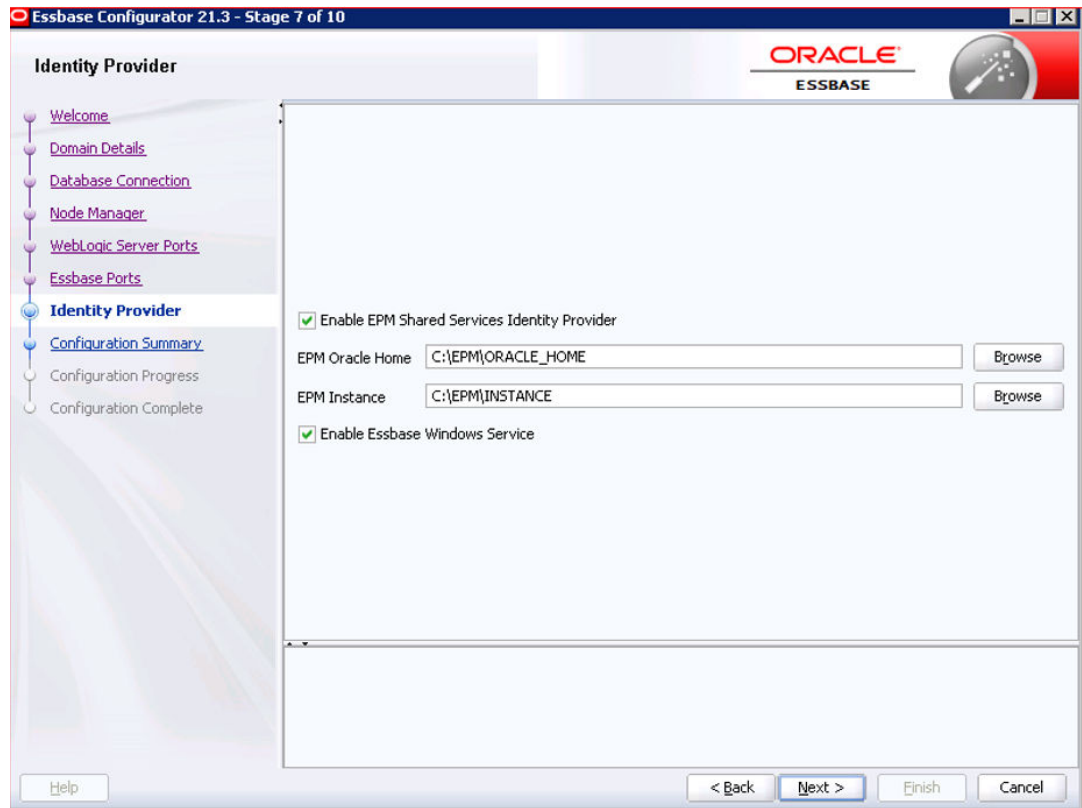 Essbase Configurator 21.3 - Stage 7 of 10
Identity Provider
ORACLE
ESSBASE
Welcome
Domain Details
Database Connection
Node Manager
WebLogic Server Ports
Essbase Ports
Identity Provider
Configuration Summary
Configuration Progress
Configuration Complete
Enable EPM Shared Services Identity Provider
EPM Oracle Home C:\EPM\ORACLE_HOME Browse
EPM Instance C:\EPM\INSTANCE Browse
Enable Essbase Windows Service
Help < Back Next > Finish Cancel